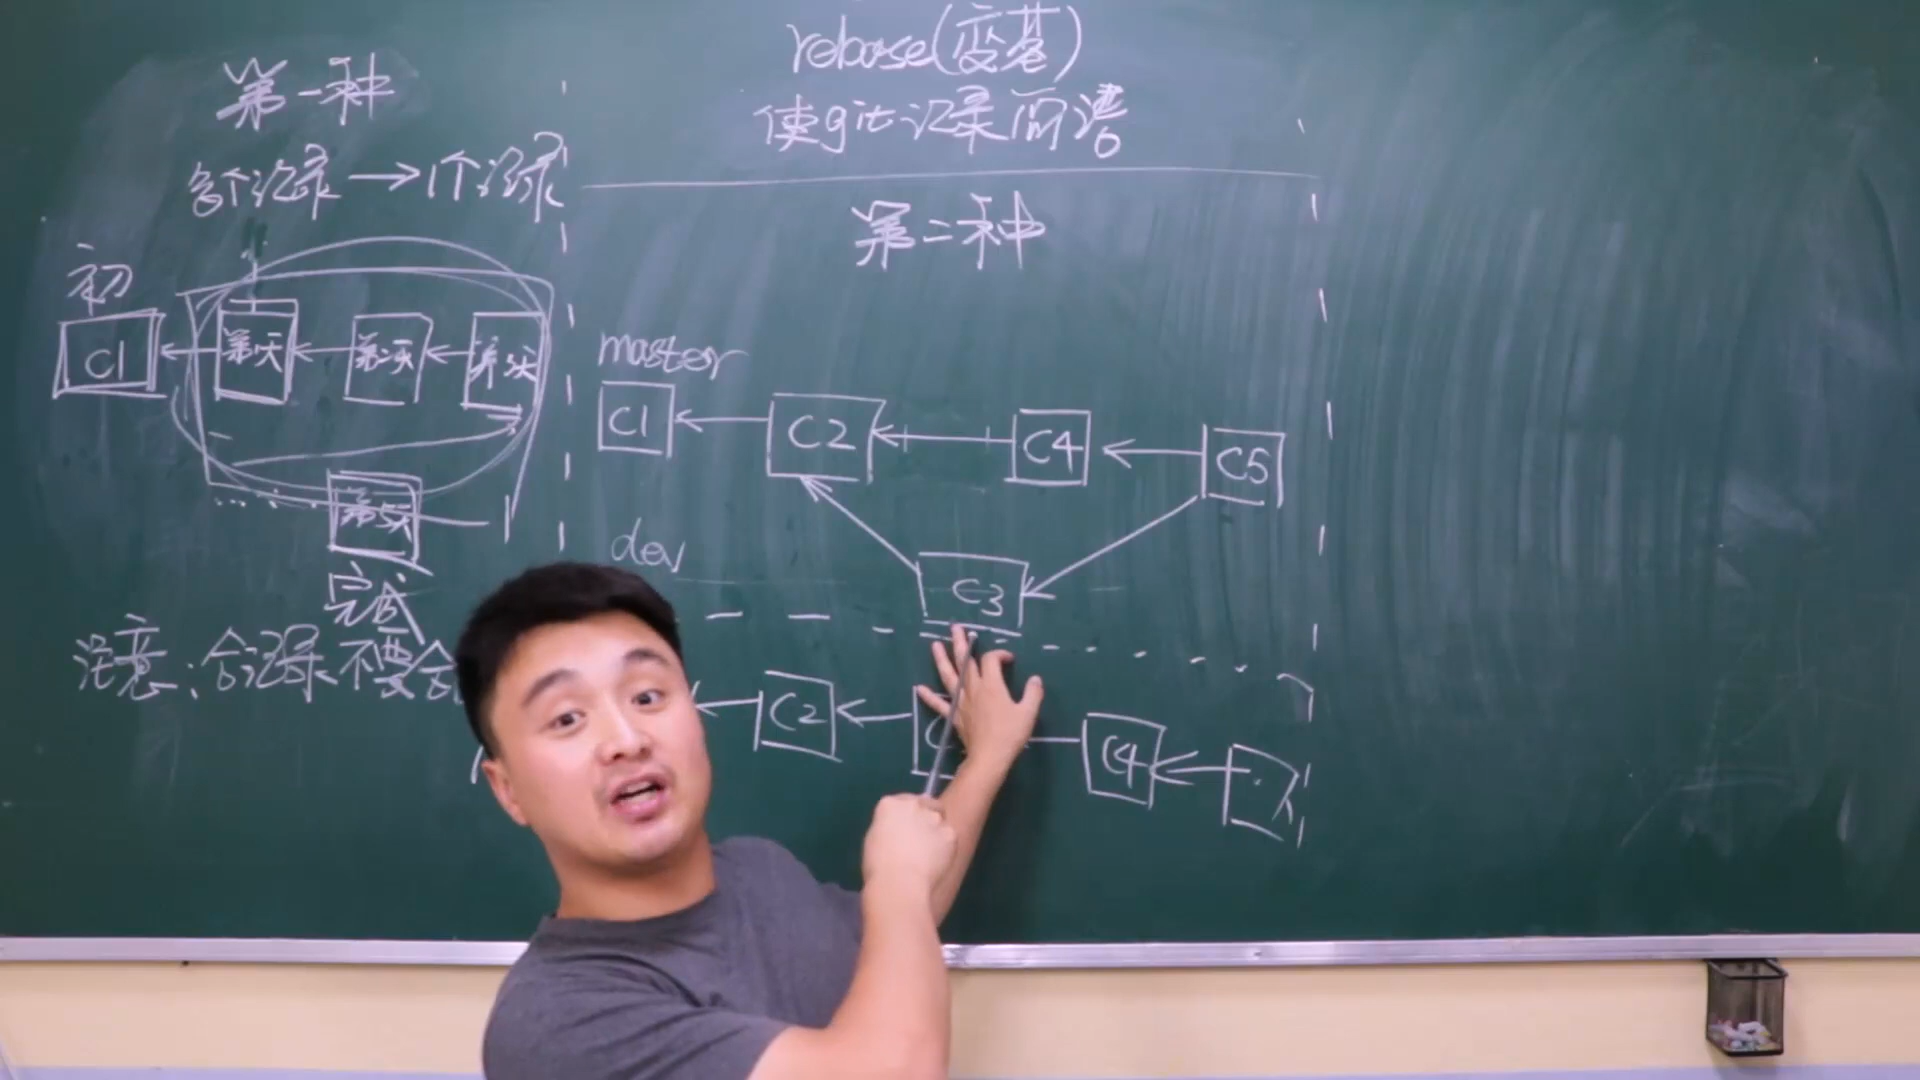 rebase(变基)
使git记录简洁
第一种
多个记录→1个记录
初
C1
第1天
第二天
第3天
第5天
完成
注意:合记录不要合
第二种
master
C1
C2
C4
C5
dev
C3
C2
C4